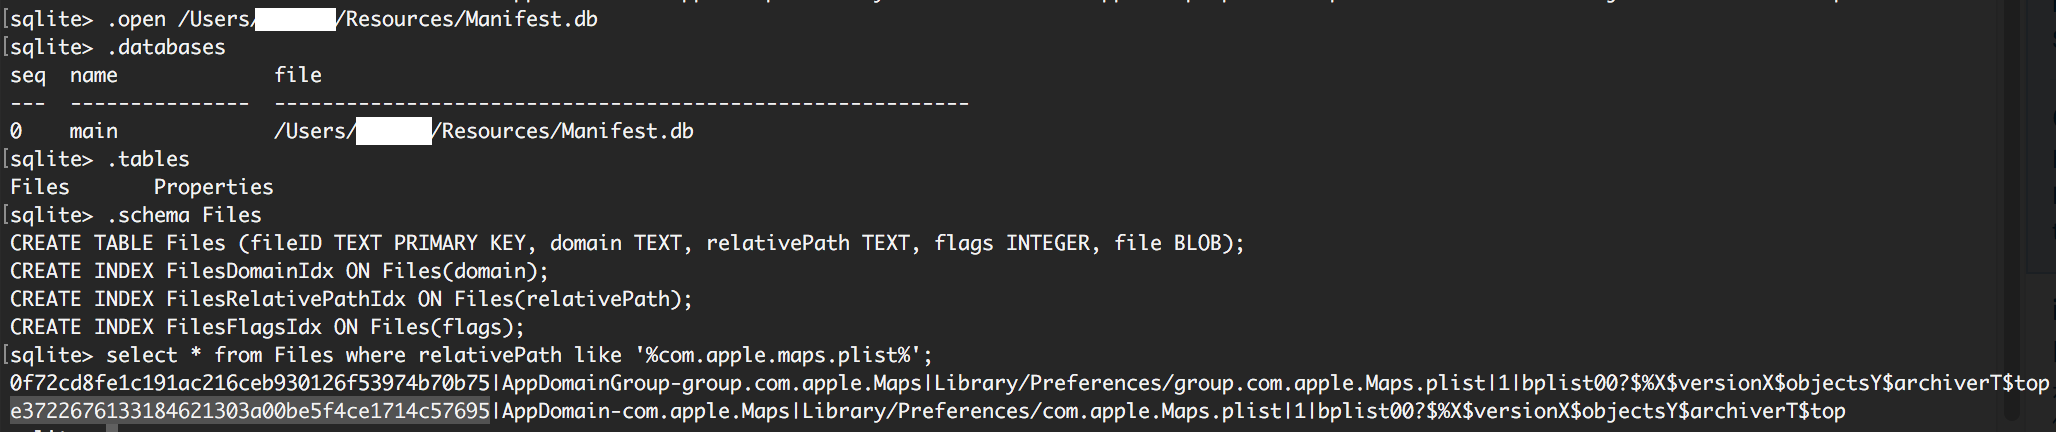 [sqlite> .open /Users/ /Resources/Manifest.db
[sqlite> .databases
seq  name             file
---  ---------------  ----------------------------------------------------------
0    main             /Users/ /Resources/Manifest.db
[sqlite> .tables
Files       Properties
[sqlite> .schema Files
CREATE TABLE Files (fileID TEXT PRIMARY KEY, domain TEXT, relativePath TEXT, flags INTEGER, file BLOB);
CREATE INDEX FilesDomainIdx ON Files(domain);
CREATE INDEX FilesRelativePathIdx ON Files(relativePath);
CREATE INDEX FilesFlagsIdx ON Files(flags);
[sqlite> select * from Files where relativePath like '%com.apple.maps.plist%';
0f72cd8fe1c191ac216ceb930126f53974b70b75|AppDomainGroup-group.com.apple.Maps|Library/Preferences/group.com.apple.Maps.plist|1|bplist00?$%X$versionX$objectsY$archiverT$top
e3722676133184621303a00be5f4ce1714c57695|AppDomain-com.apple.Maps|Library/Preferences/com.apple.Maps.plist|1|bplist00?$%X$versionX$objectsY$archiverT$top